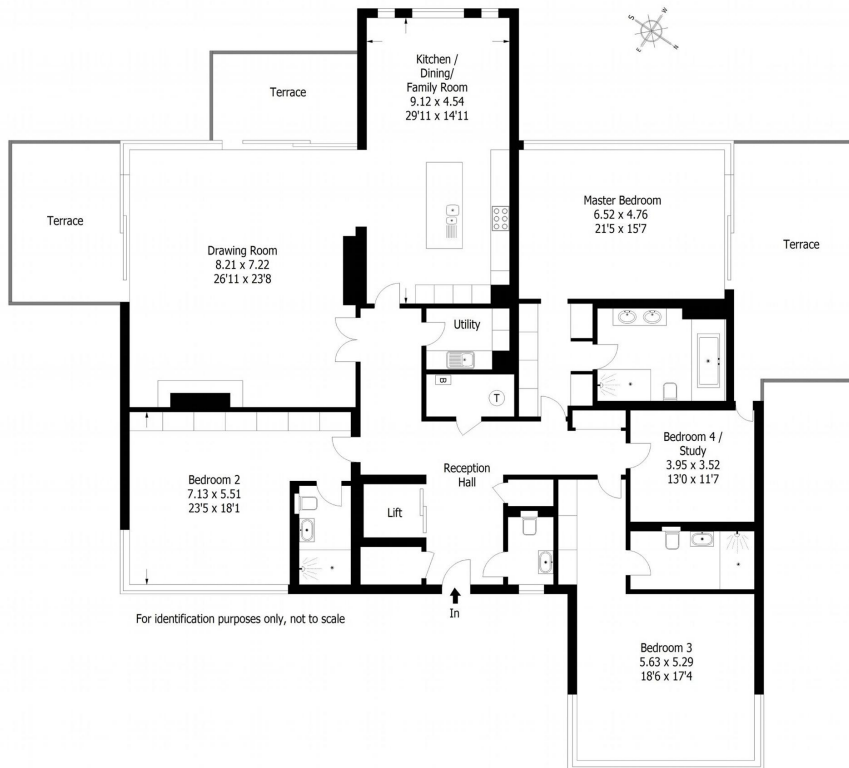 Kitchen /
Dining/
Family Room
9.12 x 4.54
29'11 x 14'11
S
W
E
N
Terrace
Terrace
Drawing Room
8.21 x 7.22
26'11 x 23'8
Master Bedroom
6.52 x 4.76
21'5 x 15'7
Terrace
Utility
B
T
Bedroom 4 /
Study
3.95 x 3.52
13'0 x 11'7
Reception
Hall
Bedroom 2
7.13 x 5.51
23'5 x 18'1
Lift
In
For identification purposes only, not to scale
Bedroom 3
5.63 x 5.29
18'6 x 17'4